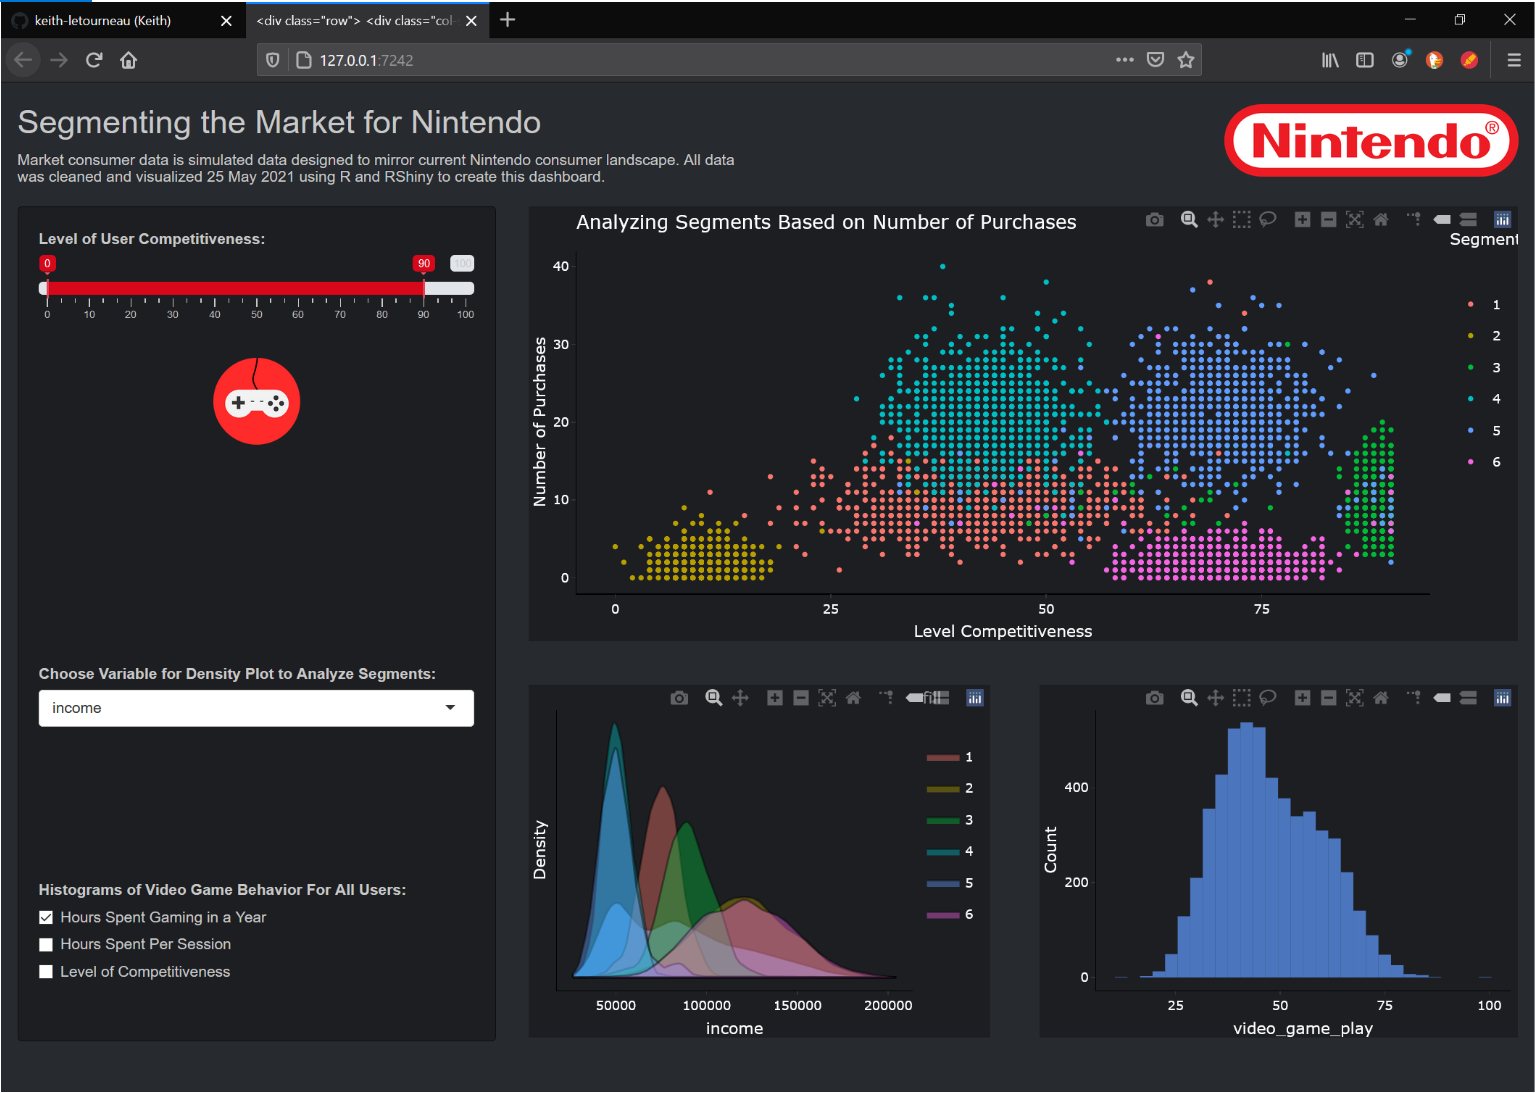 keith-letourneau (Keith)
<div class="row"> <div class="col-
127.0.0.1:7242
Segmenting the Market for Nintendo
Market consumer data is simulated data designed to mirror current Nintendo consumer landscape. All data
was cleaned and visualized 25 May 2021 using R and RShiny to create this dashboard.
Nintendo®
Level of User Competitiveness:
0 90 100
0 10 20 30 40 50 60 70 80 90 100
Choose Variable for Density Plot to Analyze Segments:
income
Histograms of Video Game Behavior For All Users:
Hours Spent Gaming in a Year
Hours Spent Per Session
Level of Competitiveness
Analyzing Segments Based on Number of Purchases
Segment
1
2
3
4
5
6
Number of Purchases
40
30
20
10
0
0 25 50 75
Level Competitiveness
fill
1
2
3
4
5
6
Density
50000 100000 150000 200000
income
Count
400
200
0
25 50 75 100
video_game_play